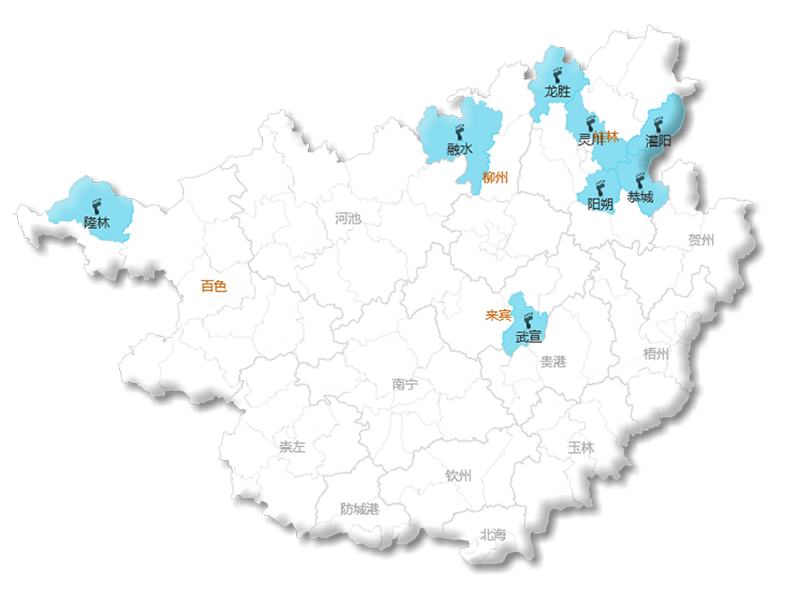 龙胜
灵川
桂林
灌阳
融水
柳州
阳朔
恭城
隆林
河池
贺州
百色
来宾
武宣
贵港
梧州
南宁
崇左
玉林
钦州
防城港
北海